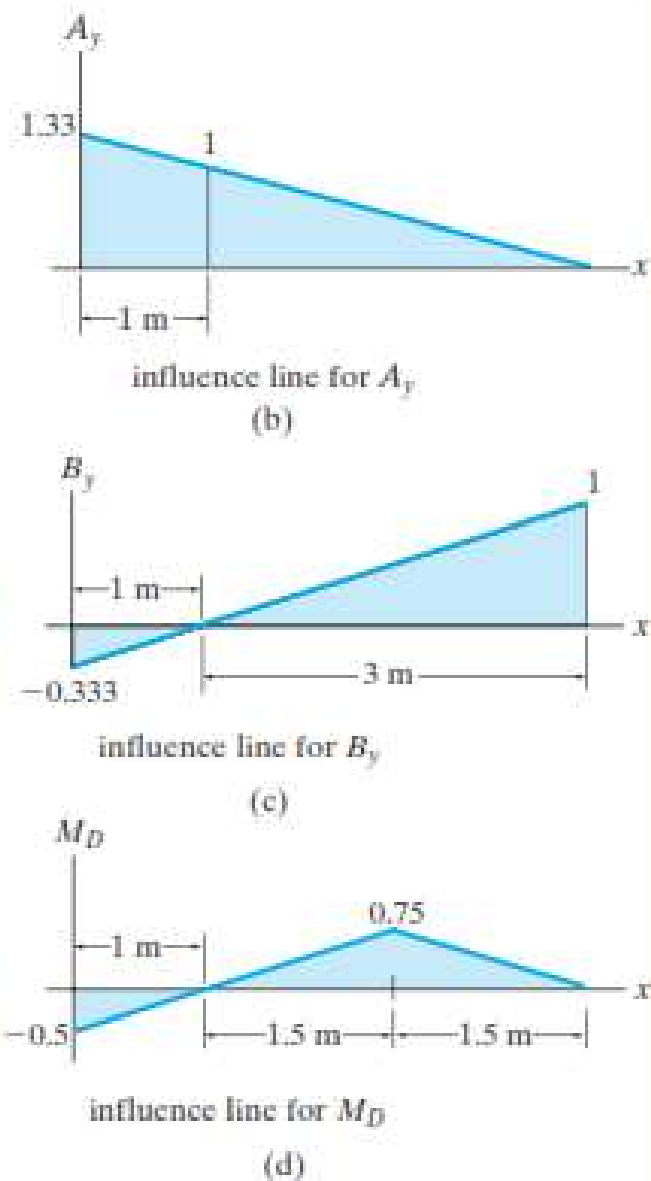 A_y
1.33
1
x
1 m
influence line for A_y
(b)
B_y
1
1 m
x
3 m
−0.333
influence line for B_y
(c)
M_D
0.75
1 m
x
−0.5
1.5 m 1.5 m
influence line for M_D
(d)